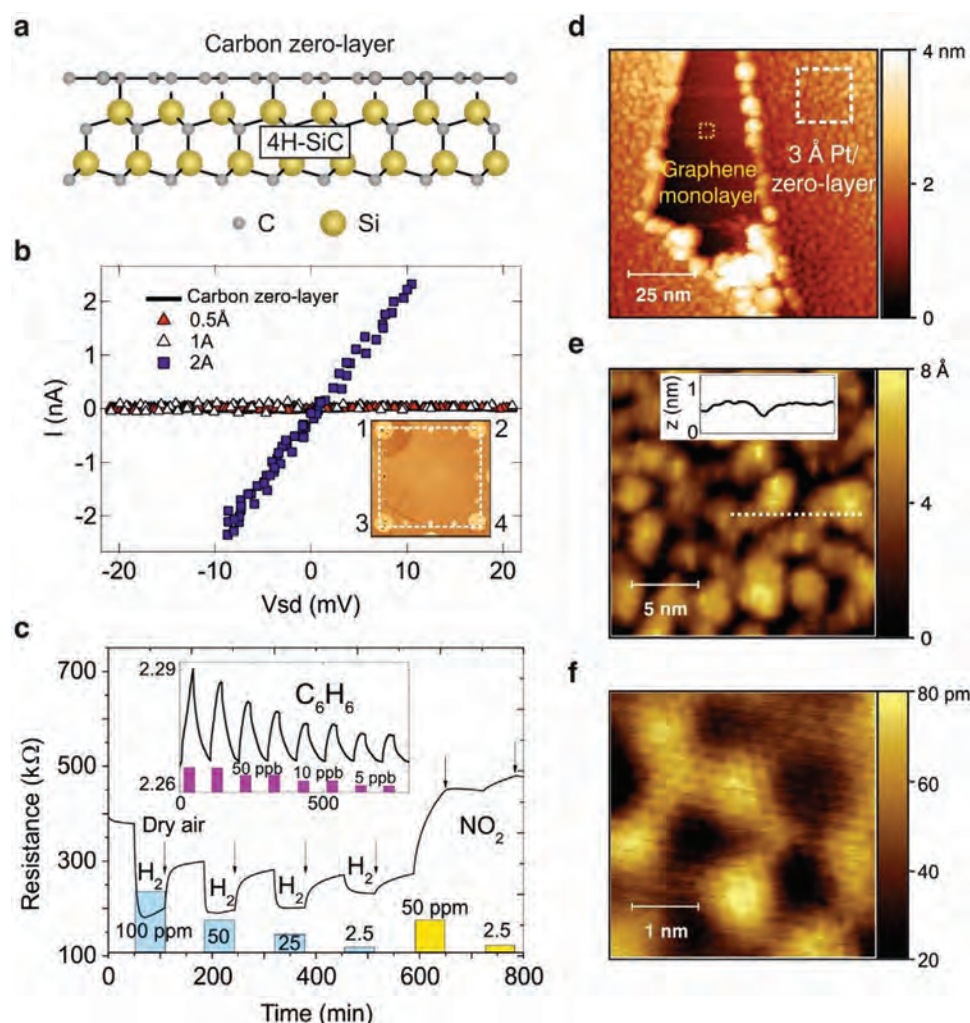 a
Carbon zero-layer
4H-SiC
C Si
b
I (nA)
2
1
0
-1
-2
Carbon zero-layer
0.5Å
1A
2A
1 2
3 4
-20 -10 0 10 20
Vsd (mV)
c
Resistance (kΩ)
750
600
450
300
100
2.29
2.26
C6H6
50 ppb 10 ppb 5 ppb
0 500
Dry air
H2 H2 H2 H2
NO2
100 ppm 50 25 2.5 50 ppm 2.5
0 200 400 600 800
Time (min)
d
4 nm
2
0
Graphene
monolayer
3 Å Pt/
zero-layer
25 nm
e
8 Å
4
0
z (nm)
1
0
5 nm
f
80 pm
60
40
20
1 nm